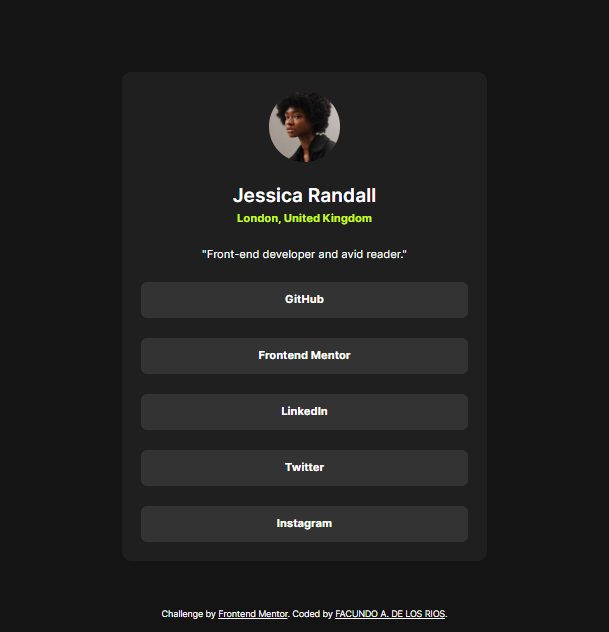 Jessica Randall
London, United Kingdom
"Front-end developer and avid reader."
GitHub
Frontend Mentor
LinkedIn
Twitter
Instagram
Challenge by Frontend Mentor. Coded by FACUNDO A. DE LOS RIOS.